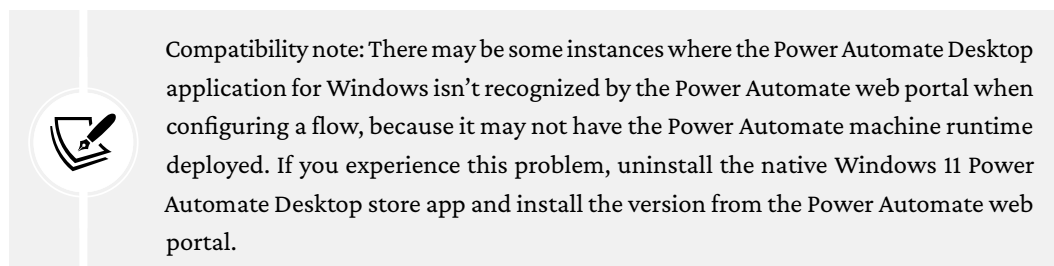 Compatibility note: There may be some instances where the Power Automate Desktop
application for Windows isn’t recognized by the Power Automate web portal when
configuring a flow, because it may not have the Power Automate machine runtime
deployed. If you experience this problem, uninstall the native Windows 11 Power
Automate Desktop store app and install the version from the Power Automate web
portal.